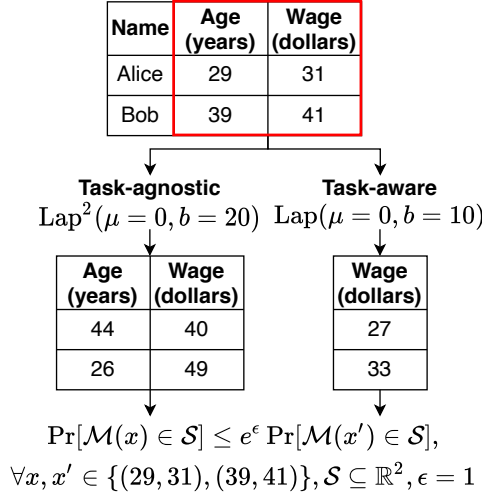 Name Age (years) Wage (dollars)
Alice 29 31
Bob 39 41
Task-agnostic Task-aware
Lap²(μ = 0, b = 20) Lap(μ = 0, b = 10)
Age (years) Wage (dollars) Wage (dollars)
44 40 27
26 49 33
Pr[ℳ(x) ∈ 𝒮] ≤ e^ϵ Pr[ℳ(x′) ∈ 𝒮],
∀x, x′ ∈ {(29, 31), (39, 41)}, 𝒮 ⊆ ℝ², ϵ = 1